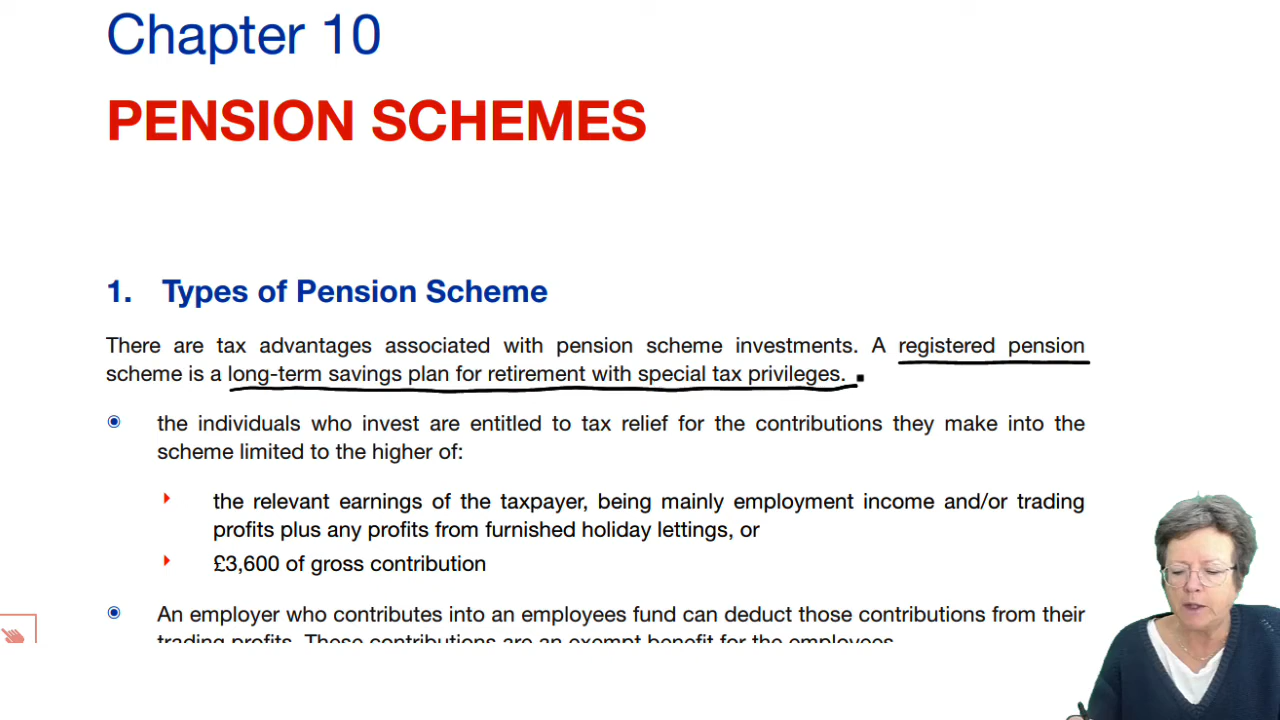 Chapter 10
PENSION SCHEMES
1. Types of Pension Scheme
There are tax advantages associated with pension scheme investments. A registered pension
scheme is a long-term savings plan for retirement with special tax privileges.
the individuals who invest are entitled to tax relief for the contributions they make into the
scheme limited to the higher of:
the relevant earnings of the taxpayer, being mainly employment income and/or trading
profits plus any profits from furnished holiday lettings, or
£3,600 of gross contribution
An employer who contributes into an employees fund can deduct those contributions from their
trading profits. These contributions are an exempt benefit for the employees.